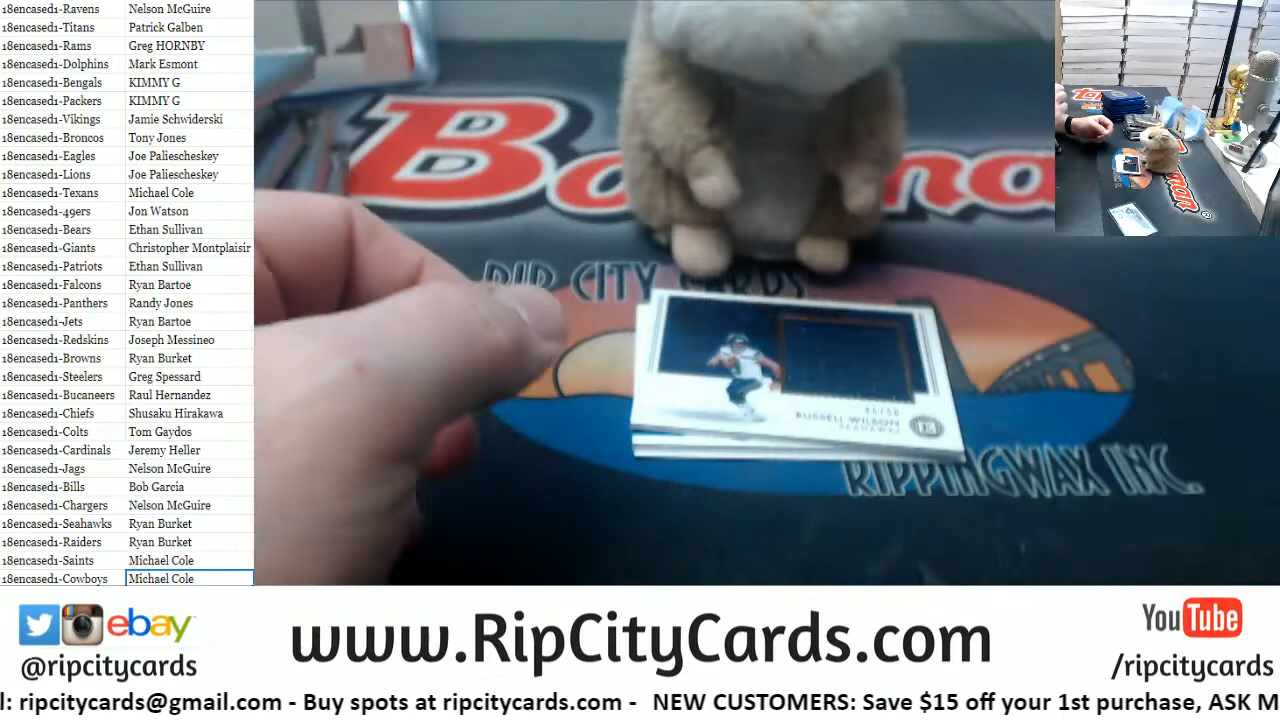 18encased1-Ravens Nelson McGuire
18encased1-Titans Patrick Galben
18encased1-Rams Greg HORNBY
18encased1-Dolphins Mark Esmont
18encased1-Bengals KIMMY G
18encased1-Packers KIMMY G
18encased1-Vikings Jamie Schwiderski
18encased1-Broncos Tony Jones
18encased1-Eagles Joe Paliescheskey
18encased1-Lions Joe Paliescheskey
18encased1-Texans Michael Cole
18encased1-49ers Jon Watson
18encased1-Bears Ethan Sullivan
18encased1-Giants Christopher Montplaisir
18encased1-Patriots Ethan Sullivan
18encased1-Falcons Ryan Bartoe
18encased1-Panthers Randy Jones
18encased1-Jets Ryan Bartoe
18encased1-Redskins Joseph Messineo
18encased1-Browns Ryan Burket
18encased1-Steelers Greg Spessard
18encased1-Bucaneers Raul Hernandez
18encased1-Chiefs Shusaku Hirakawa
18encased1-Colts Tom Gaydos
18encased1-Cardinals Jeremy Heller
18encased1-Jags Nelson McGuire
18encased1-Bills Bob Garcia
18encased1-Chargers Nelson McGuire
18encased1-Seahawks Ryan Burket
18encased1-Raiders Ryan Burket
18encased1-Saints Michael Cole
18encased1-Cowboys Michael Cole
RIP CITY CARDS
RUSSELL WILSON
SEAHAWKS
RIPPINGWAX INC.
ebay
@ripcitycards
www.RipCityCards.com
YouTube
/ripcitycards
l: ripcitycards@gmail.com - Buy spots at ripcitycards.com - NEW CUSTOMERS: Save $15 off your 1st purchase, ASK M